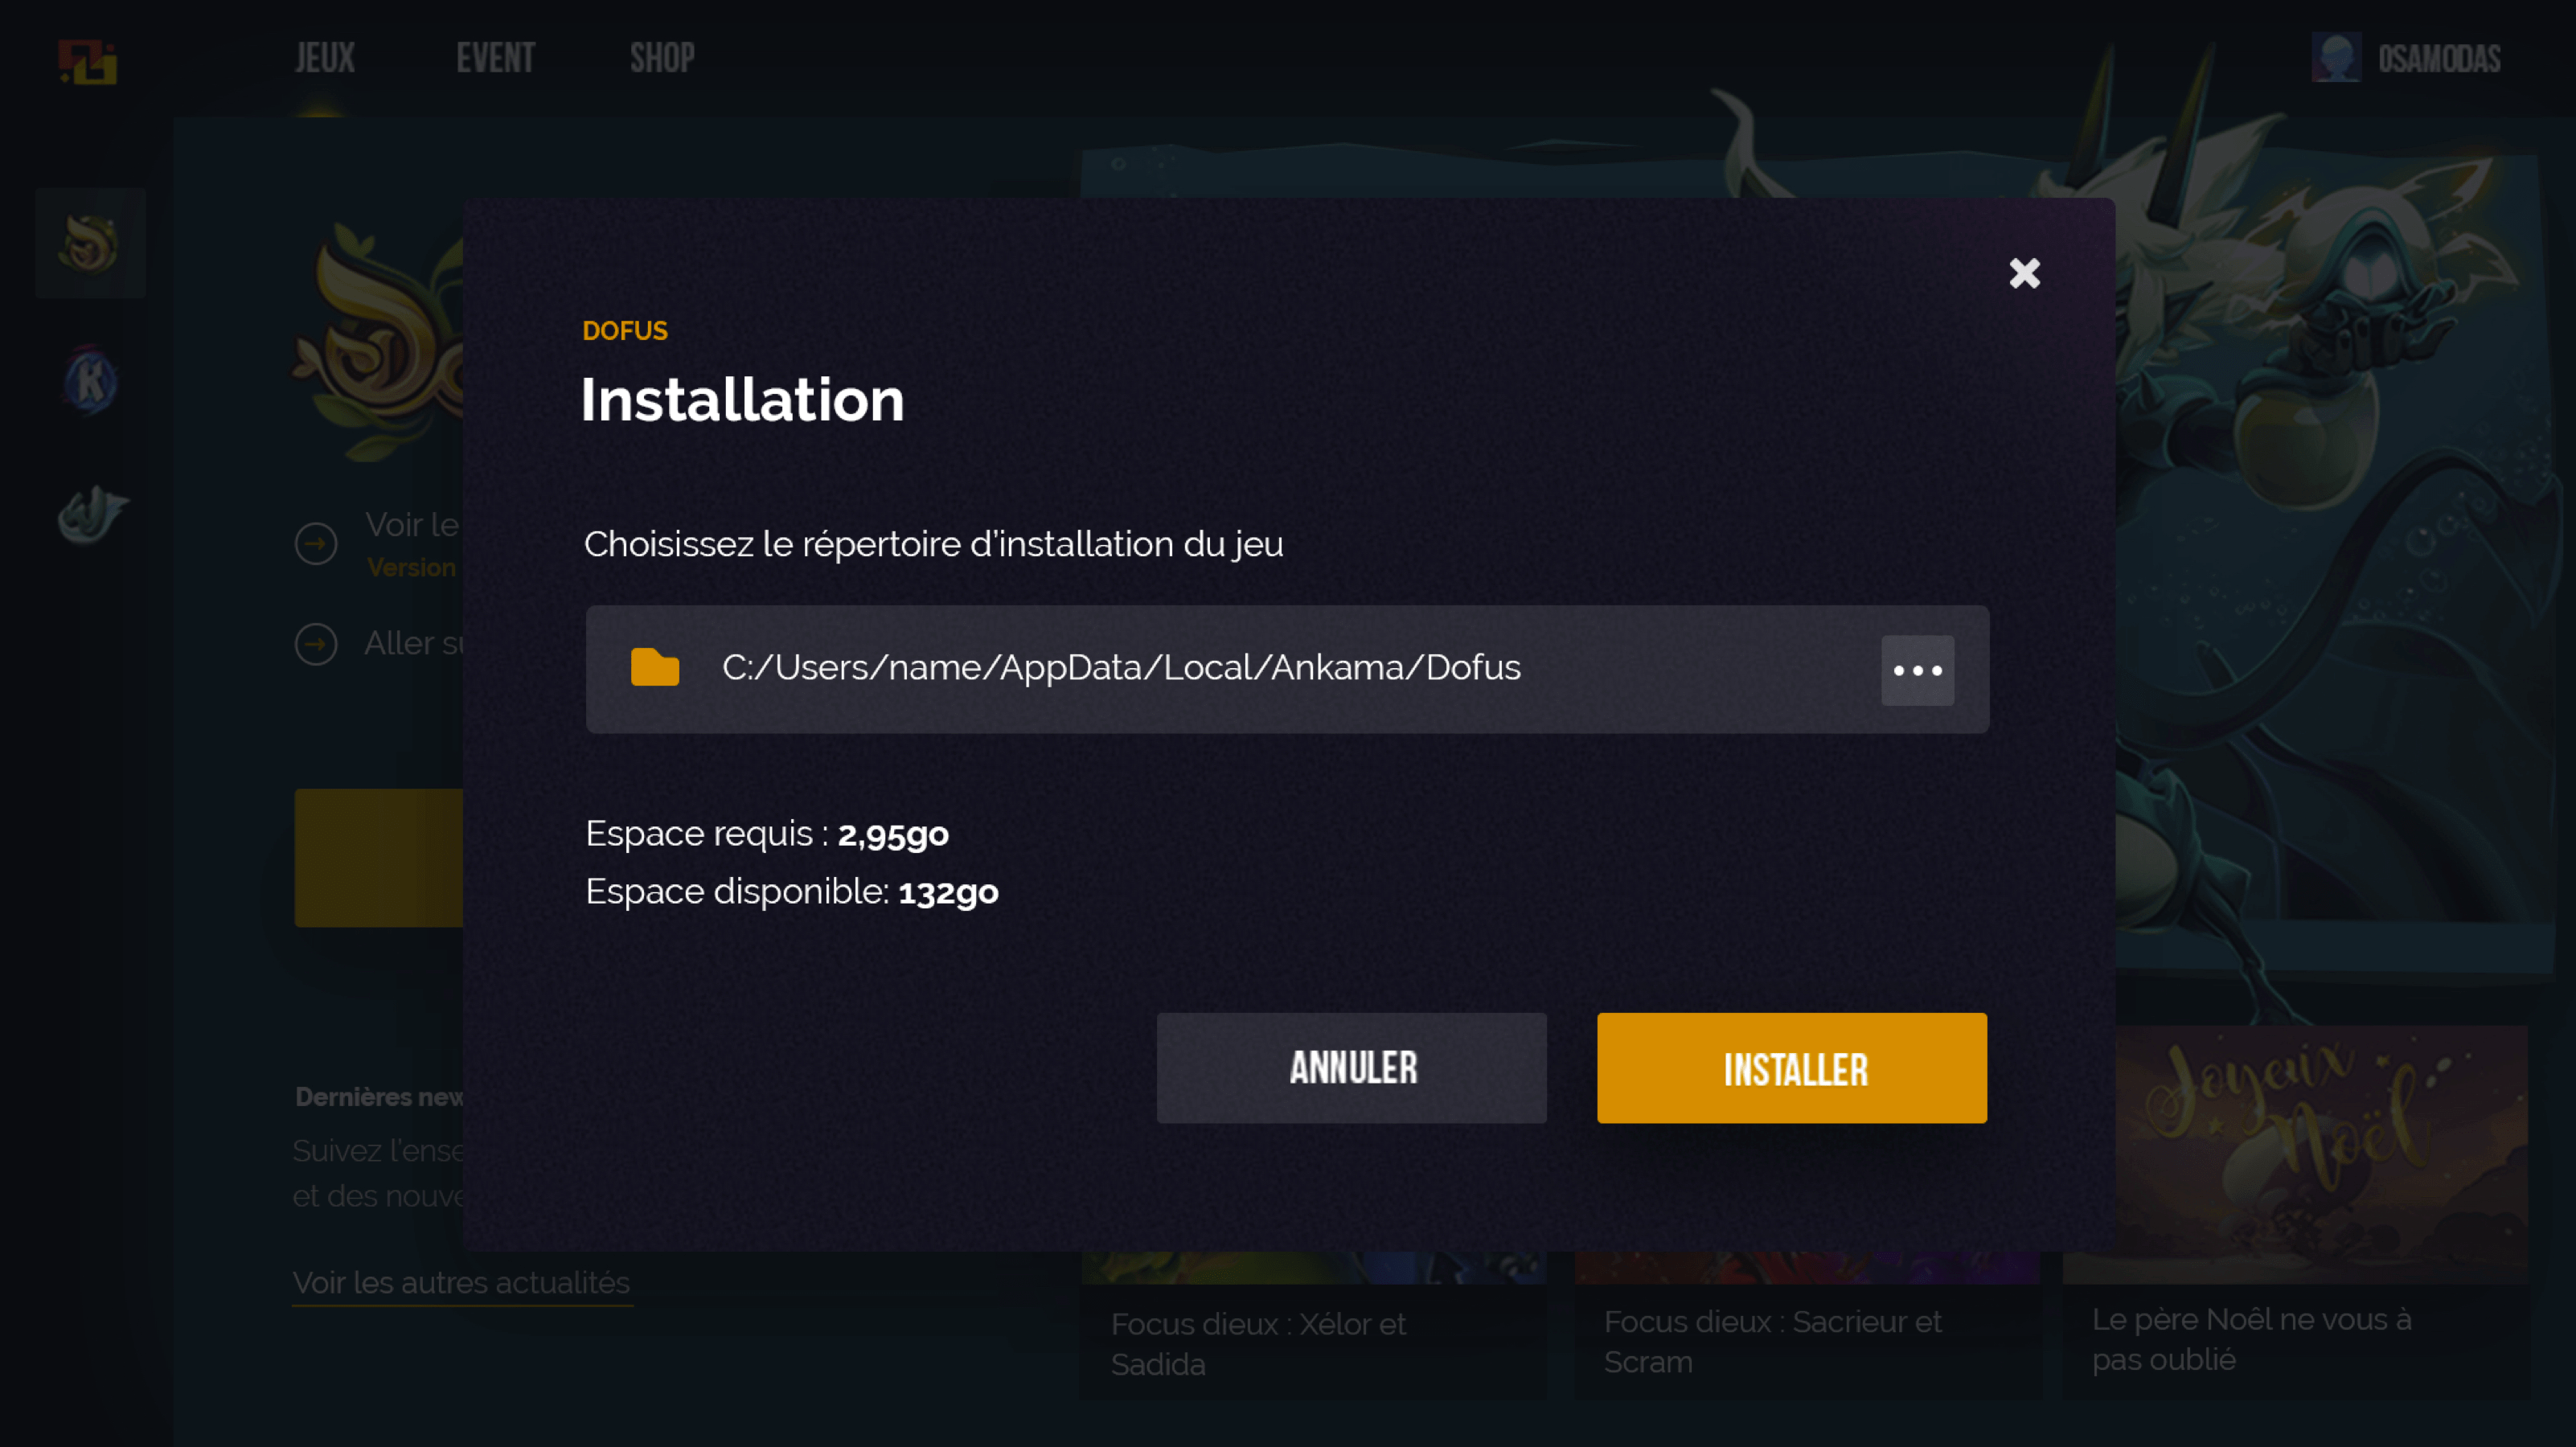 JEUX EVENT SHOP OSAMODAS
DOFUS
Installation
Choisissez le répertoire d’installation du jeu
C:/Users/name/AppData/Local/Ankama/Dofus
Espace requis : 2,95go
Espace disponible: 132go
ANNULER INSTALLER
Voir le
Version
Aller su
Dernières new
Suivez l’ense
et des nouve
Voir les autres actualités
Joyeux
Noël
Focus dieux : Xélor et
Sadida
Focus dieux : Sacrieur et
Scram
Le père Noêl ne vous à
pas oublié